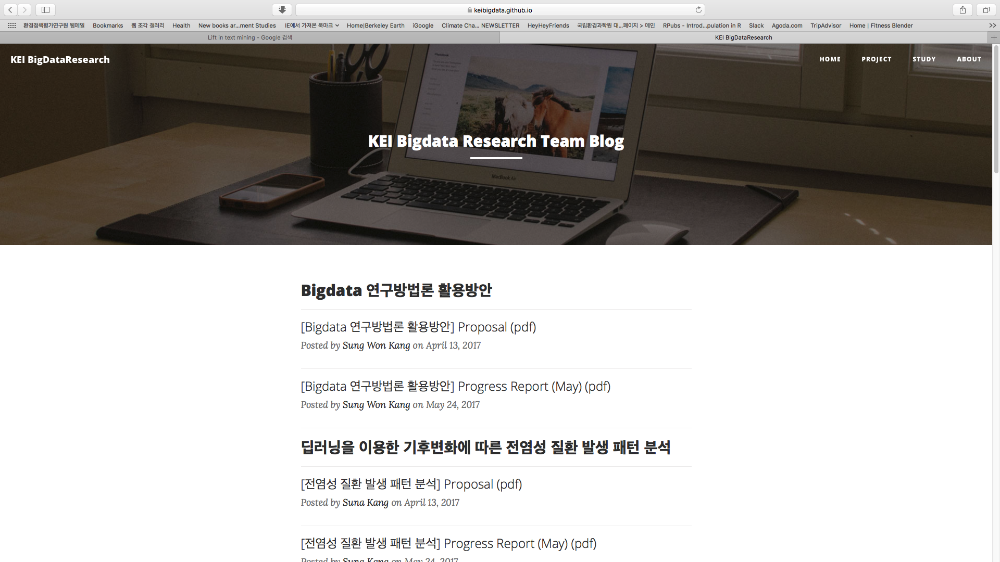 keibigdata.github.io
환경정책평가연구원 웹메일 Bookmarks 웹 조각 갤러리 Health New books ar...ment Studies IE에서 가져온 북마크 Home|Berkeley Earth iGoogle Climate Cha... NEWSLETTER HeyHeyFriends 국립환경과학원 대...페이지 > 메인 RPubs - Introd...pulation in R Slack Agoda.com TripAdvisor Home | Fitness Blender
Lift in text mining - Google 검색 KEI BigDataResearch
KEI BigDataResearch HOME PROJECT STUDY ABOUT
KEI Bigdata Research Team Blog
MacBook Air
Bigdata 연구방법론 활용방안
[Bigdata 연구방법론 활용방안] Proposal (pdf)
Posted by Sung Won Kang on April 13, 2017
[Bigdata 연구방법론 활용방안] Progress Report (May) (pdf)
Posted by Sung Won Kang on May 24, 2017
딥러닝을 이용한 기후변화에 따른 전염성 질환 발생 패턴 분석
[전염성 질환 발생 패턴 분석] Proposal (pdf)
Posted by Suna Kang on April 13, 2017
[전염성 질환 발생 패턴 분석] Progress Report (May) (pdf)
Posted by Suna Kang on May 24, 2017